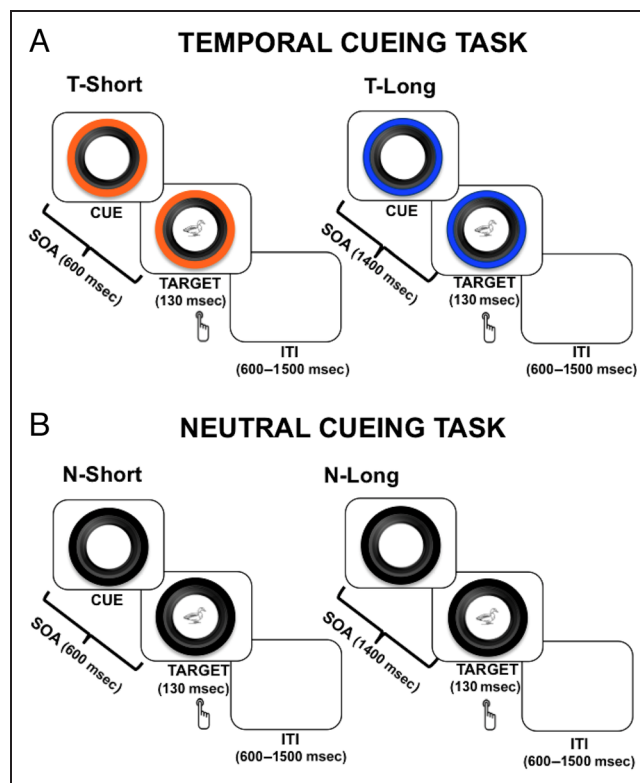 A
TEMPORAL CUEING TASK
T-Short
T-Long
CUE
SOA (600 msec)
TARGET
(130 msec)
ITI
(600–1500 msec)
CUE
SOA (1400 msec)
TARGET
(130 msec)
ITI
(600–1500 msec)
B
NEUTRAL CUEING TASK
N-Short
N-Long
CUE
SOA (600 msec)
TARGET
(130 msec)
ITI
(600–1500 msec)
SOA (1400 msec)
TARGET
(130 msec)
ITI
(600–1500 msec)